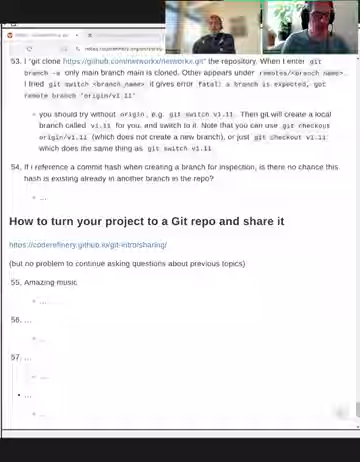 53. I "git clone https://github.com/networkx/networkx.git" the repository. When I enter git
branch -a only main branch main is cloned. Other appears under remotes/<branch name>.
I tried git switch <branch_name> it gives error fatal: a branch is expected, got
remote branch 'origin/v1.11'
you should try without origin, e.g. git switch v1.11. Then git will create a local
branch called v1.11 for you, and switch to it. Note that you can use git checkout
origin/v1.11 (which does not create a new branch), or just git checkout v1.11
which does the same thing as git switch v1.11
54. If i reference a commit hash when creating a branch for inspection, is there no chance this
hash is existing already in another branch in the repo?
...
How to turn your project to a Git repo and share it
https://coderefinery.github.io/git-intro/sharing/
(but no problem to continue asking questions about previous topics)
55. Amazing music
...
56. ...
...
57. ...
...
...
...